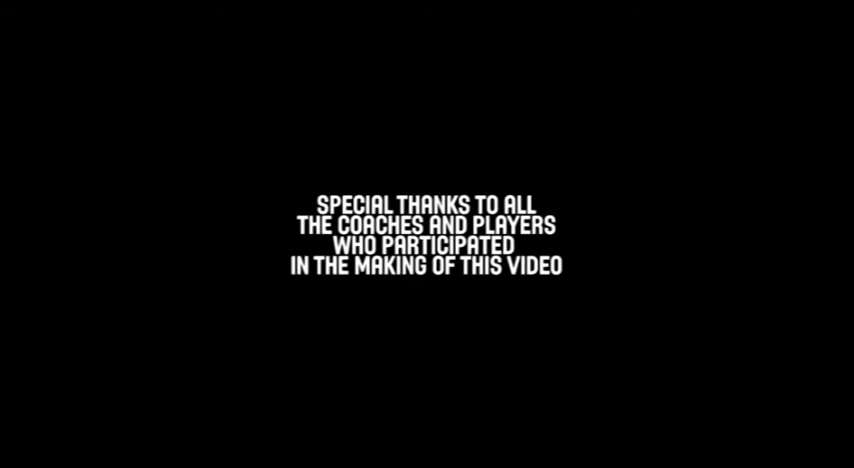 SPECIAL THANKS TO ALL
THE COACHES AND PLAYERS
WHO PARTICIPATED
IN THE MAKING OF THIS VIDEO